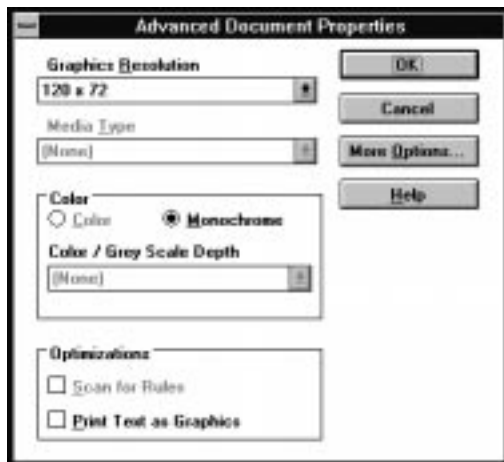 Advanced Document Properties
Graphics Resolution
120 x 72
Media Type
(None)
Color
Color
Monochrome
Color / Grey Scale Depth
(None)
Optimizations
Scan for Rules
Print Text as Graphics
OK
Cancel
More Options...
Help